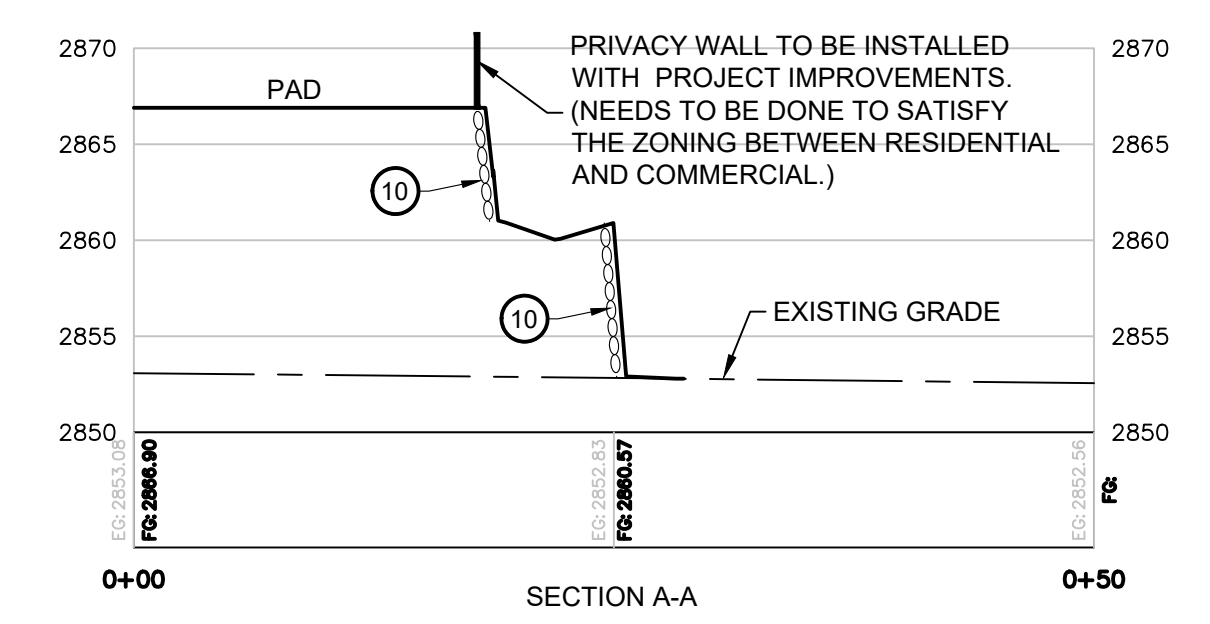 2870
PRIVACY WALL TO BE INSTALLED
WITH PROJECT IMPROVEMENTS.
(NEEDS TO BE DONE TO SATISFY
THE ZONING BETWEEN RESIDENTIAL
AND COMMERCIAL.)
2870
PAD
2865
2865
10
2860
2860
10
EXISTING GRADE
2855
2855
2850
2850
EG: 2853.08
FG: 2866.90
EG: 2852.83
FG: 2860.57
EG: 2852.56
FG:
0+00
0+50
SECTION A-A